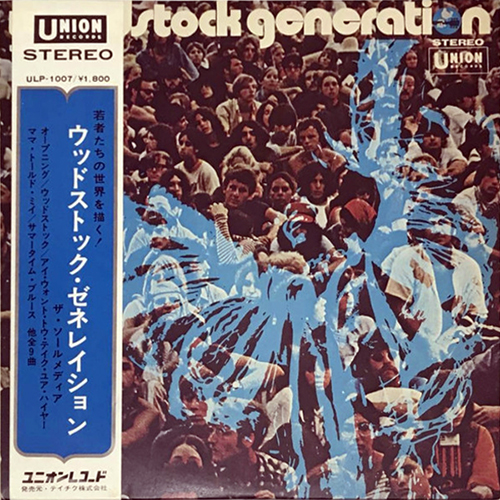 stock generation
UNION
RECORDS
STEREO
ULP-1007/¥1,800
STEREO
UNION
RECORDS
若者たちの世界を描く!
ウッドストック・ゼネレイション
ザ・ソールメディア
オープニング/ウッドストック/アイ・ウォント・トウ・テイク・ユア・ハイヤー
ママ・トールド・ミイ/サマータイム・ブルース 他全9曲
ユニオンレコード
発売元・テイチク株式会社